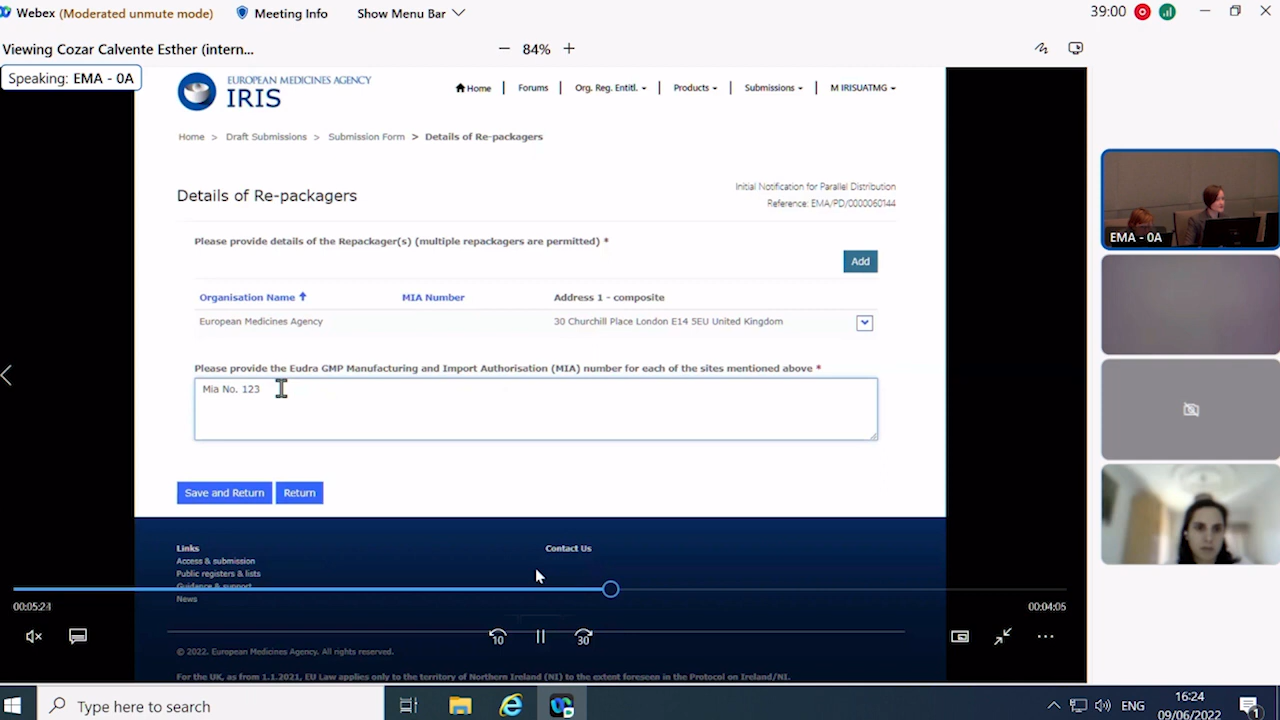 Webex (Moderated unmute mode) Meeting Info Show Menu Bar 39:00
Viewing Cozar Calvente Esther (intern... 84%
Speaking: EMA - 0A
EUROPEAN MEDICINES AGENCY
IRIS
Home Forums Org. Reg. Entitl. Products Submissions M IRISUATMG
Home > Draft Submissions > Submission Form > Details of Re-packagers
Details of Re-packagers
Initial Notification for Parallel Distribution
Reference: EMA/PD/0000060144
Please provide details of the Repackager(s) (multiple repackagers are permitted) *
Add
Organisation Name MIA Number Address 1 - composite
European Medicines Agency 30 Churchill Place London E14 5EU United Kingdom
Please provide the Eudra GMP Manufacturing and Import Authorisation (MIA) number for each of the sites mentioned above *
Mia No. 123
Save and Return Return
Links Contact Us
Access & submission
Public registers & lists
Guidance & support
News
00:05:24 00:04:05
10 30
© 2022. European Medicines Agency. All rights reserved.
For the UK, as from 1.1.2021, EU Law applies only to the territory of Northern Ireland (NI) to the extent foreseen in the Protocol on Ireland/NI.
EMA - 0A
Type here to search ENG 16:24
09/06/2022 1